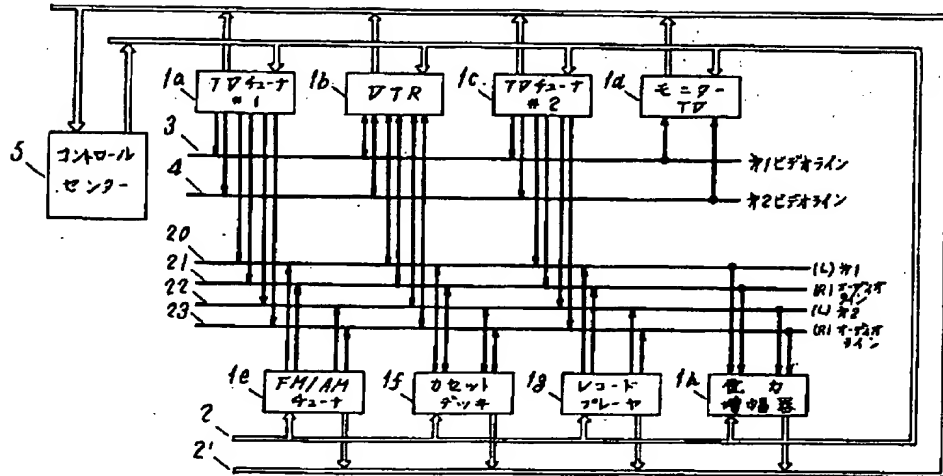 1a
TVチューナ
#1
1b
VTR
1c
TVチューナ
#2
1d
モニター
TV
5
コントロール
センター
3
#1ビデオライン
4
#2ビデオライン
20
(L) #1
21
(R) オーディオ
ライン
22
(L) #2
23
(R) オーディオ
ライン
1e
FM/AM
チューナ
1f
カセット
デッキ
1g
レコード
プレーヤ
1h
電力
増幅器
2
2'